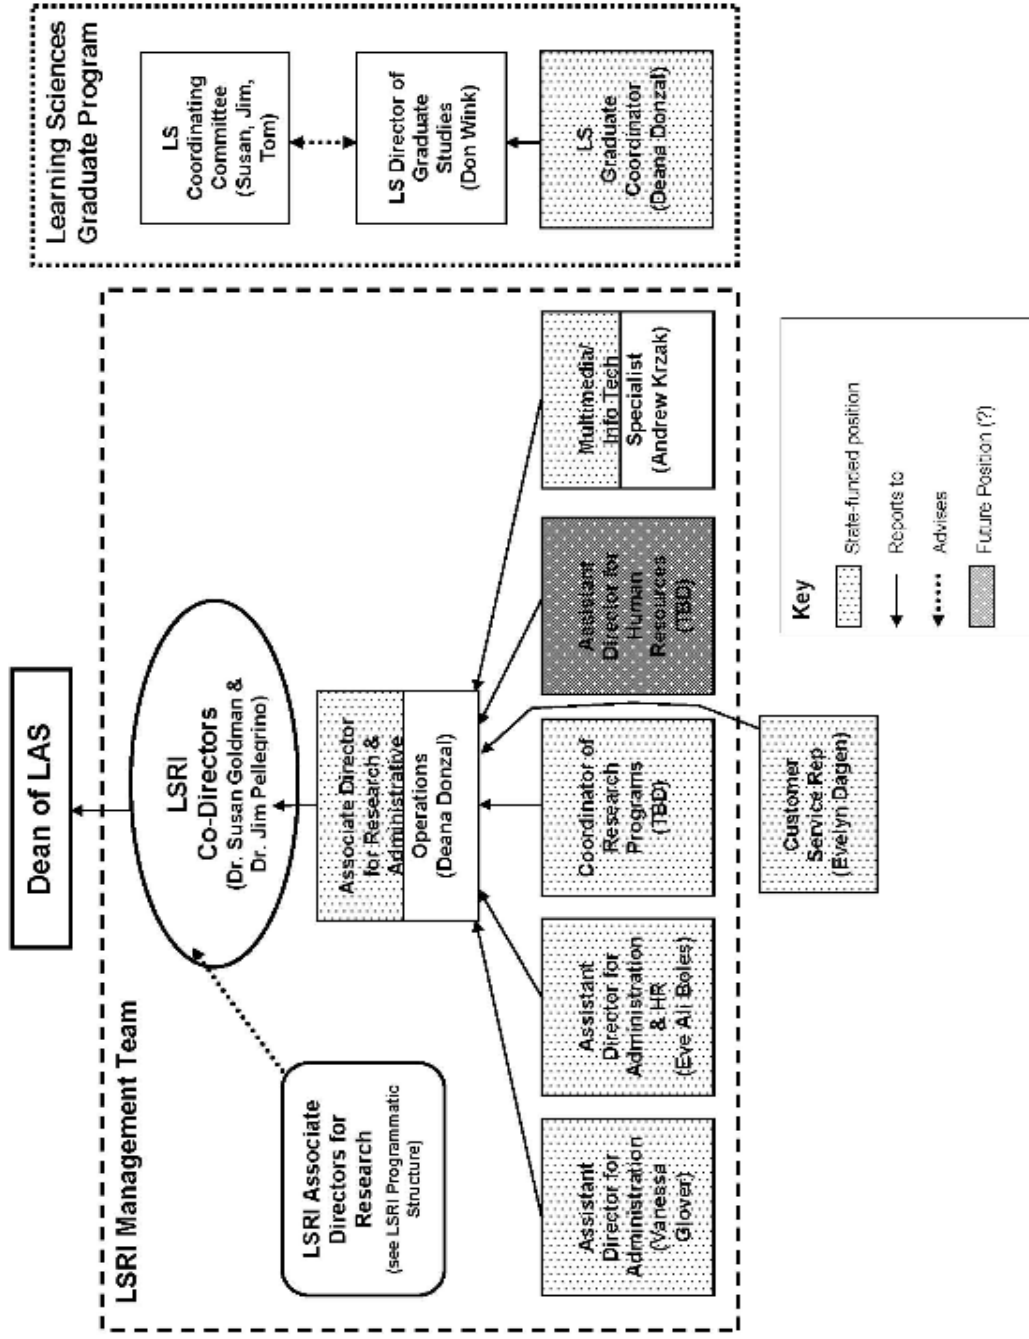 Dean of LAS
LSRI Management Team
LSRI
Co-Directors
(Dr. Susan Goldman &
Dr. Jim Pellegrino)
LSRI Associate
Directors for
Research
(see LSRI Programmatic
Structure)
Associate Director
for Research &
Administrative
Operations
(Deana Donzal)
Assistant
Director for
Administration
(Vanessa
Glover)
Assistant
Director for
Administration
& HR
(Eve Ali Boles)
Coordinator of
Research
Programs
(TBD)
Assistant
Director for
Human
Resources
(TBD)
Multimedia/
Info Tech
Specialist
(Andrew Krzak)
Customer
Service Rep
(Evelyn Dagen)
Learning Sciences
Graduate Program
LS
Coordinating
Committee
(Susan, Jim,
Tom)
LS Director of
Graduate
Studies
(Don Wink)
LS
Graduate
Coordinator
(Deana Donzal)
Key
State-funded position
Reports to
Advises
Future Position (?)